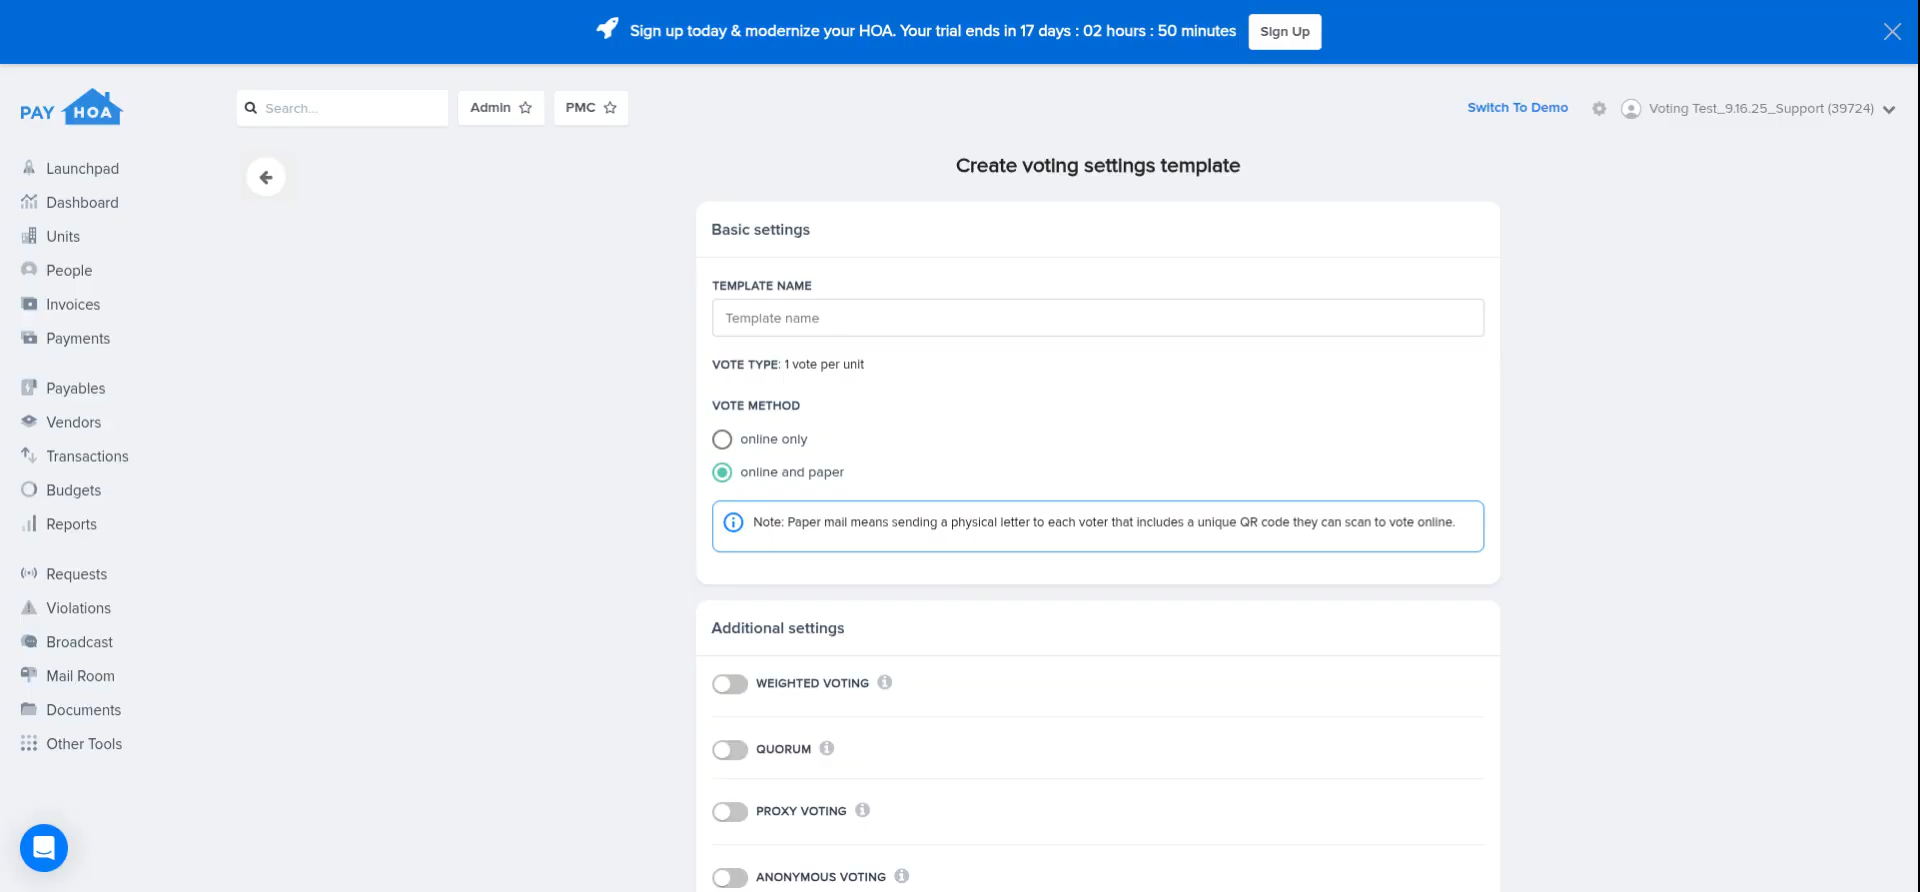 Sign up today & modernize your HOA. Your trial ends in 17 days : 02 hours : 50 minutes
Sign Up
PAY HOA
Search...
Admin
PMC
Switch To Demo
Voting Test_9.16.25_Support (39724)
Launchpad
Dashboard
Units
People
Invoices
Payments
Payables
Vendors
Transactions
Budgets
Reports
Requests
Violations
Broadcast
Mail Room
Documents
Other Tools
Create voting settings template
Basic settings
TEMPLATE NAME
Template name
VOTE TYPE: 1 vote per unit
VOTE METHOD
online only
online and paper
Note: Paper mail means sending a physical letter to each voter that includes a unique QR code they can scan to vote online.
Additional settings
WEIGHTED VOTING
QUORUM
PROXY VOTING
ANONYMOUS VOTING